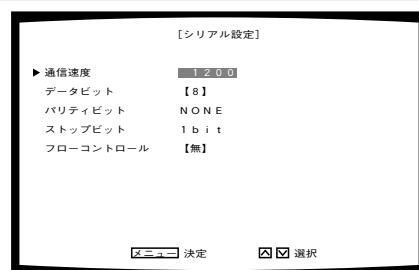 [シリアル設定]
▶ 通信速度 1200
データビット 【8】
パリティビット NONE
ストップビット 1bit
フローコントロール 【無】
メニュー 決定 选択